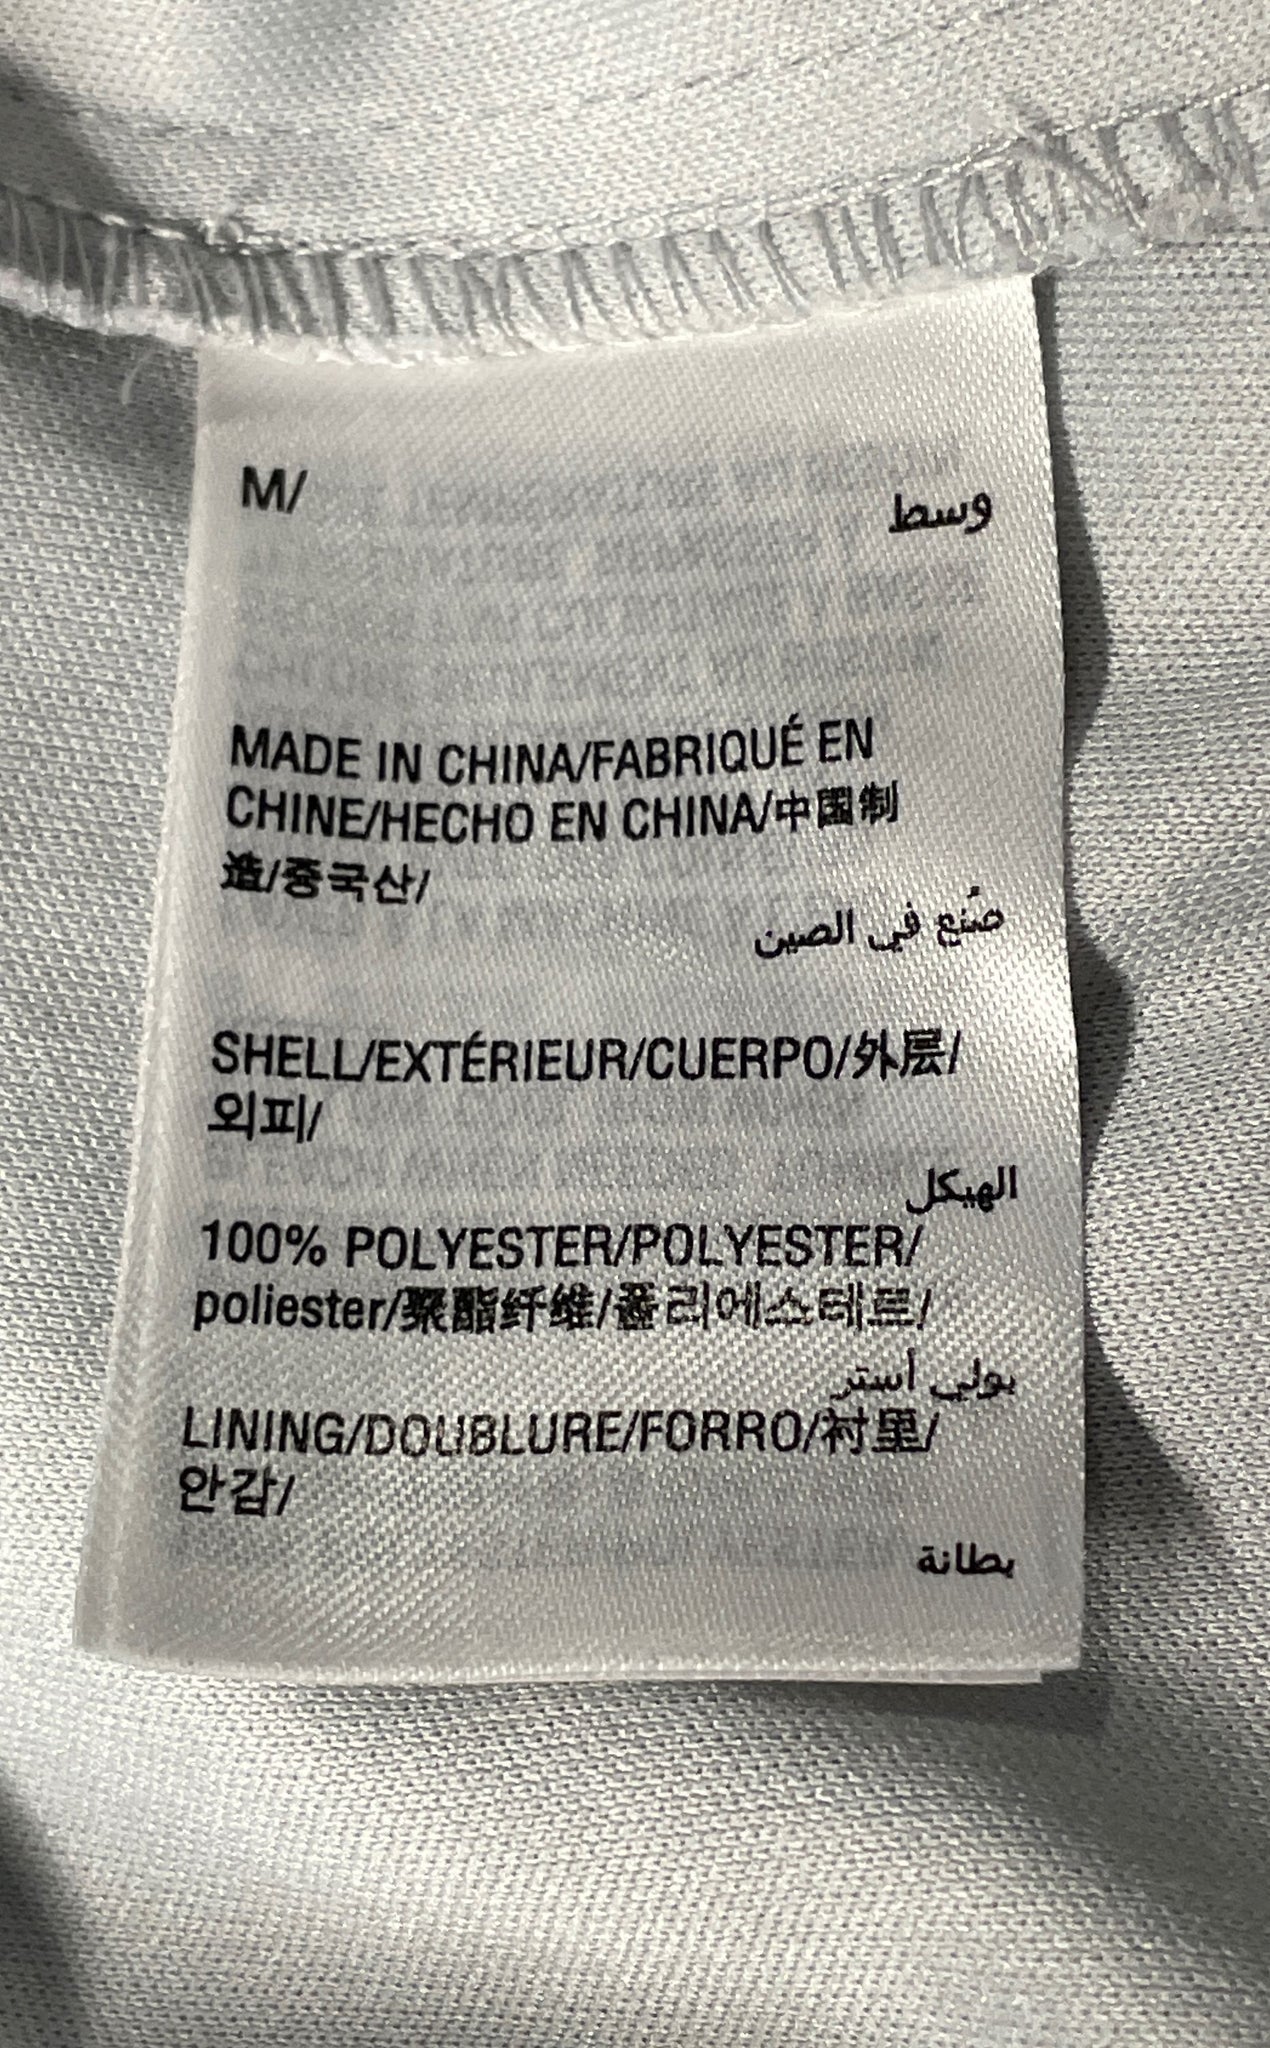 M/
وسط
MADE IN CHINA/FABRIQUÉ EN
CHINE/HECHO EN CHINA/中国制
造/중국산/
صُنع في الصين
SHELL/EXTÉRIEUR/CUERPO/外层/
외피/
الهيكل
100% POLYESTER/POLYESTER/
poliester/聚酯纤维/폴리에스테르/
بولي أستر
LINING/DOUBLURE/FORRO/衬里/
안감/
بطانة